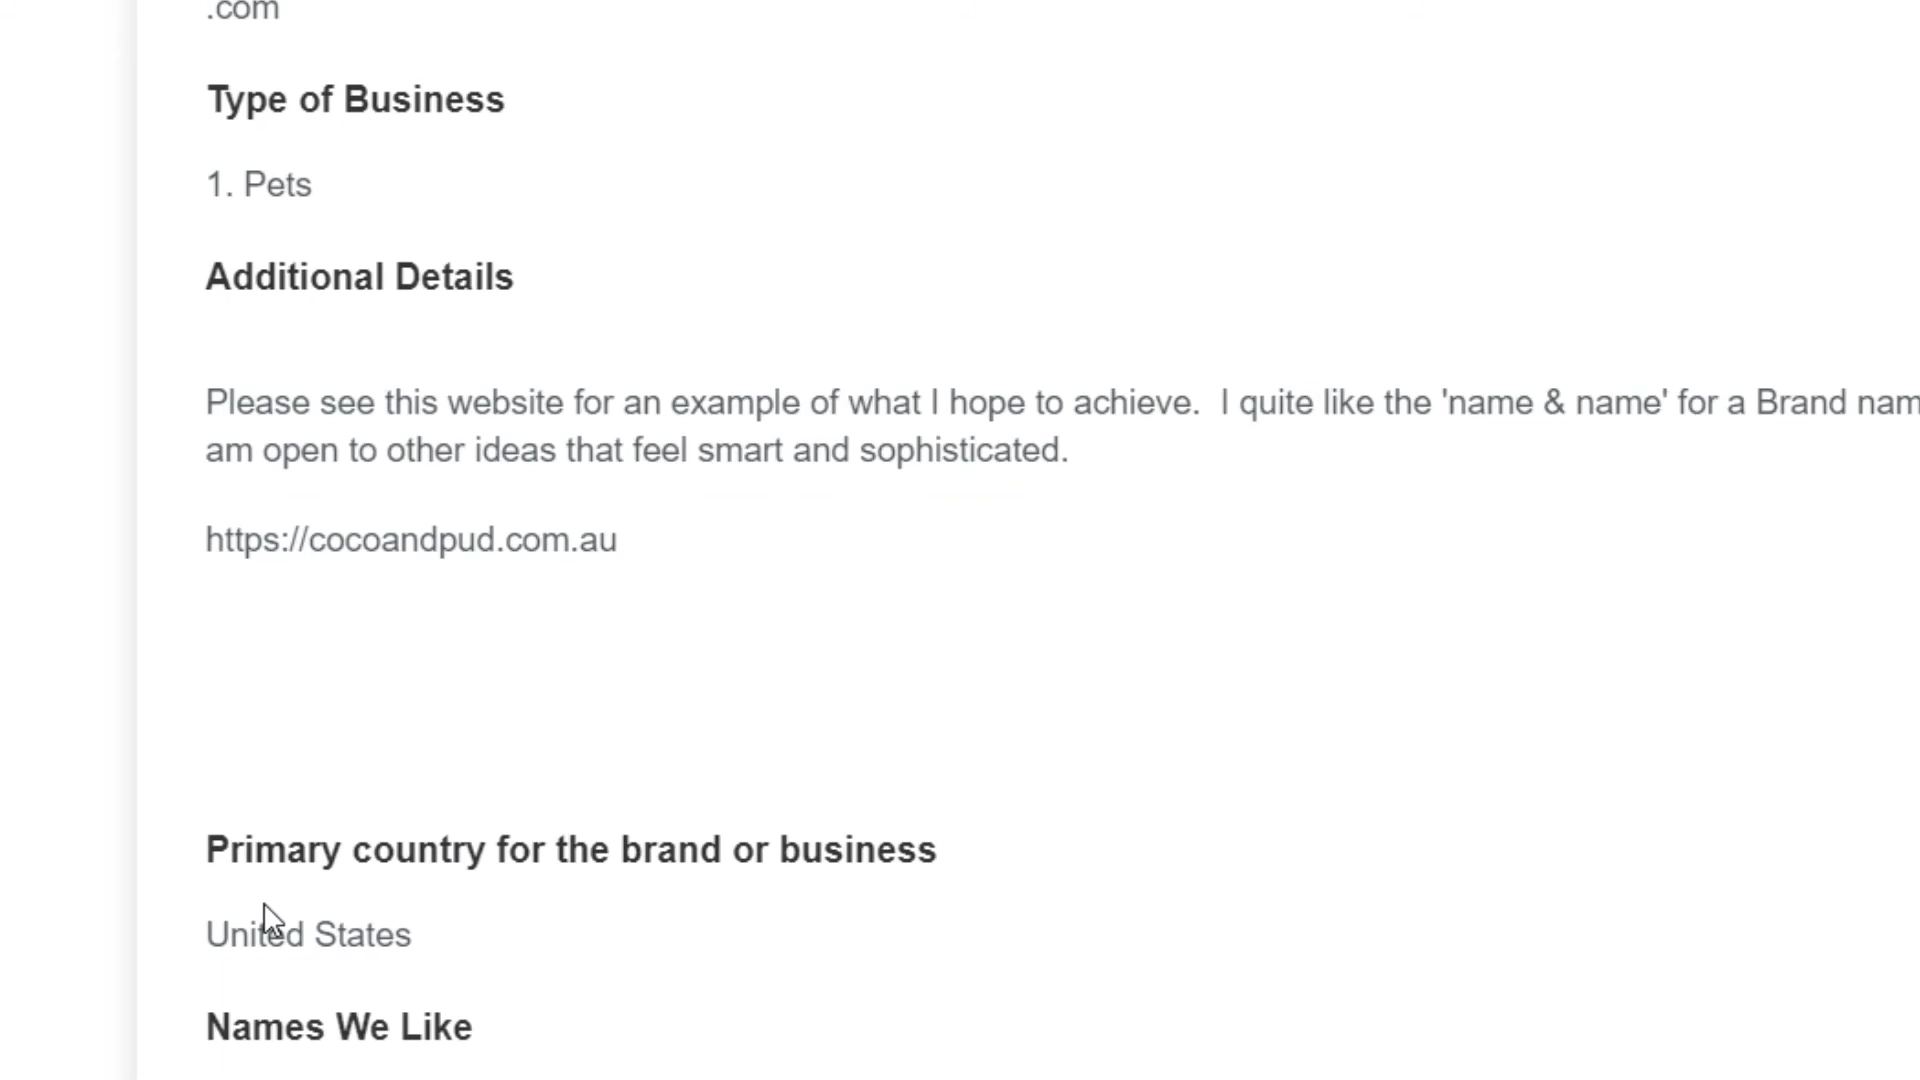 .com
Type of Business
1. Pets
Additional Details
Please see this website for an example of what I hope to achieve.  I quite like the 'name & name' for a Brand nam
am open to other ideas that feel smart and sophisticated.
https://cocoandpud.com.au
Primary country for the brand or business
United States
Names We Like